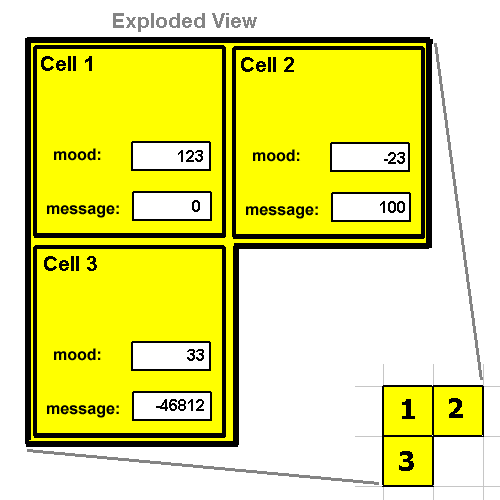 Exploded View
Cell 1
mood: 123
message: 0
Cell 2
mood: -23
message: 100
Cell 3
mood: 33
message: -46812
1 2
3